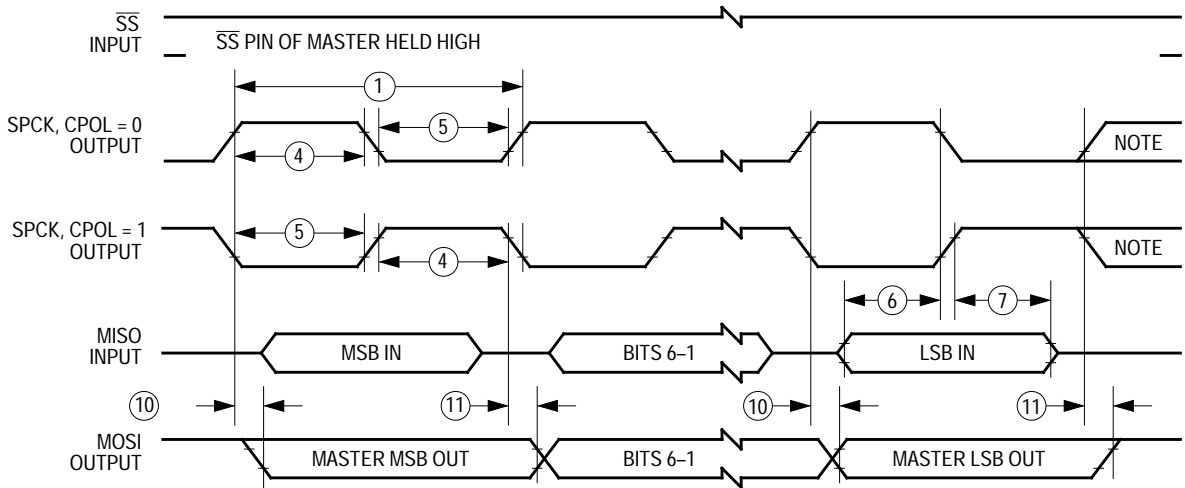 SS
INPUT
SS PIN OF MASTER HELD HIGH
1
SPCK, CPOL = 0
OUTPUT
5
4
NOTE
SPCK, CPOL = 1
OUTPUT
5
4
NOTE
6
7
MISO
INPUT
MSB IN
BITS 6–1
LSB IN
10
11
10
11
MOSI
OUTPUT
MASTER MSB OUT
BITS 6–1
MASTER LSB OUT